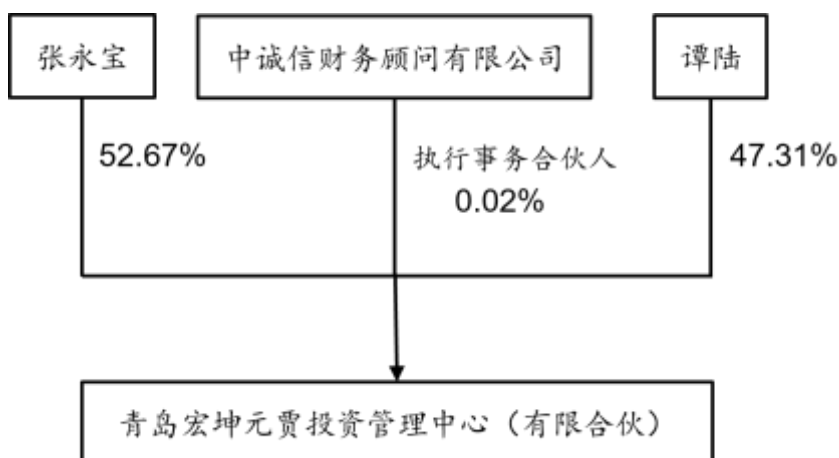 张永宝
中诚信财务顾问有限公司
谭陆
52.67%
执行事务合伙人
0.02%
47.31%
青岛宏坤元贾投资管理中心（有限合伙）